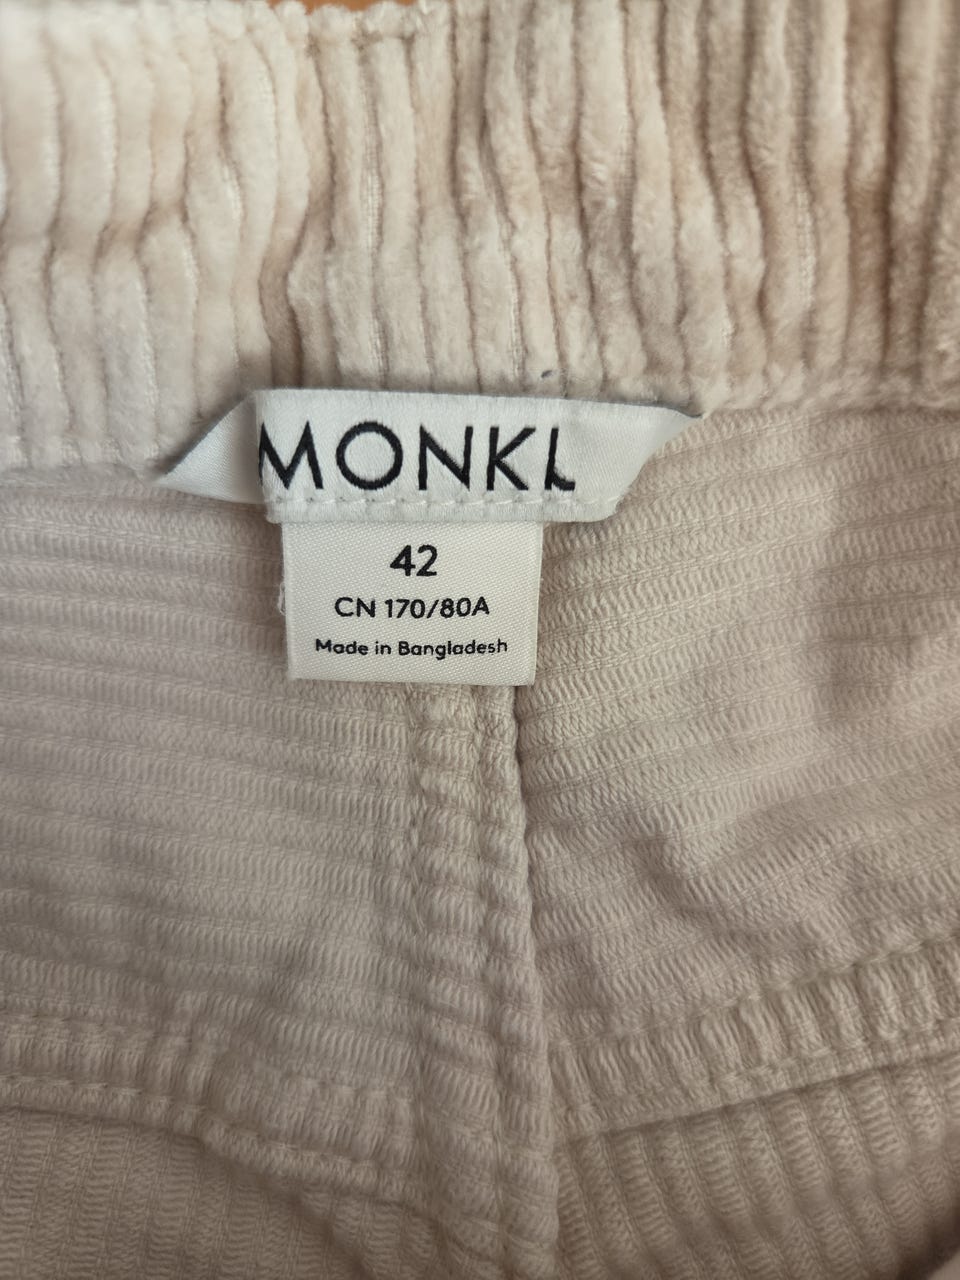 MONKI
42
CN 170/80A
Made in Bangladesh